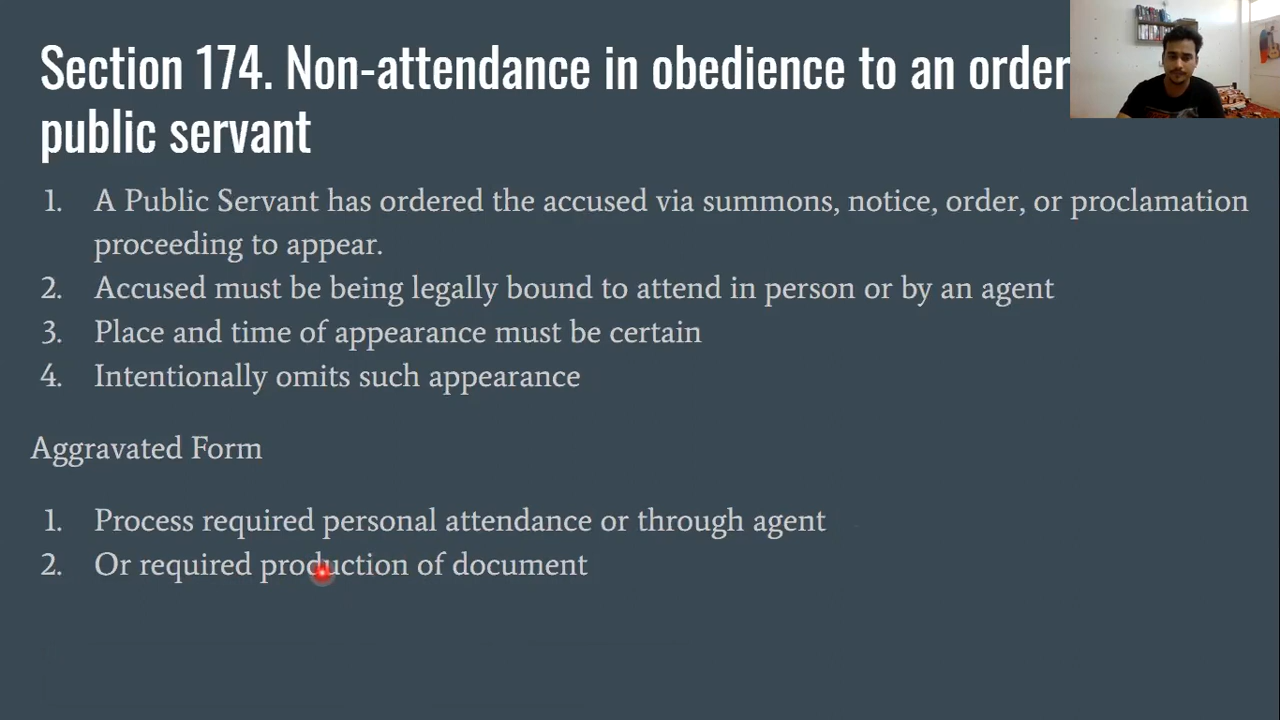 Section 174. Non-attendance in obedience to an order
public servant
1. A Public Servant has ordered the accused via summons, notice, order, or proclamation
proceeding to appear.
2. Accused must be being legally bound to attend in person or by an agent
3. Place and time of appearance must be certain
4. Intentionally omits such appearance
Aggravated Form
1. Process required personal attendance or through agent
2. Or required production of document